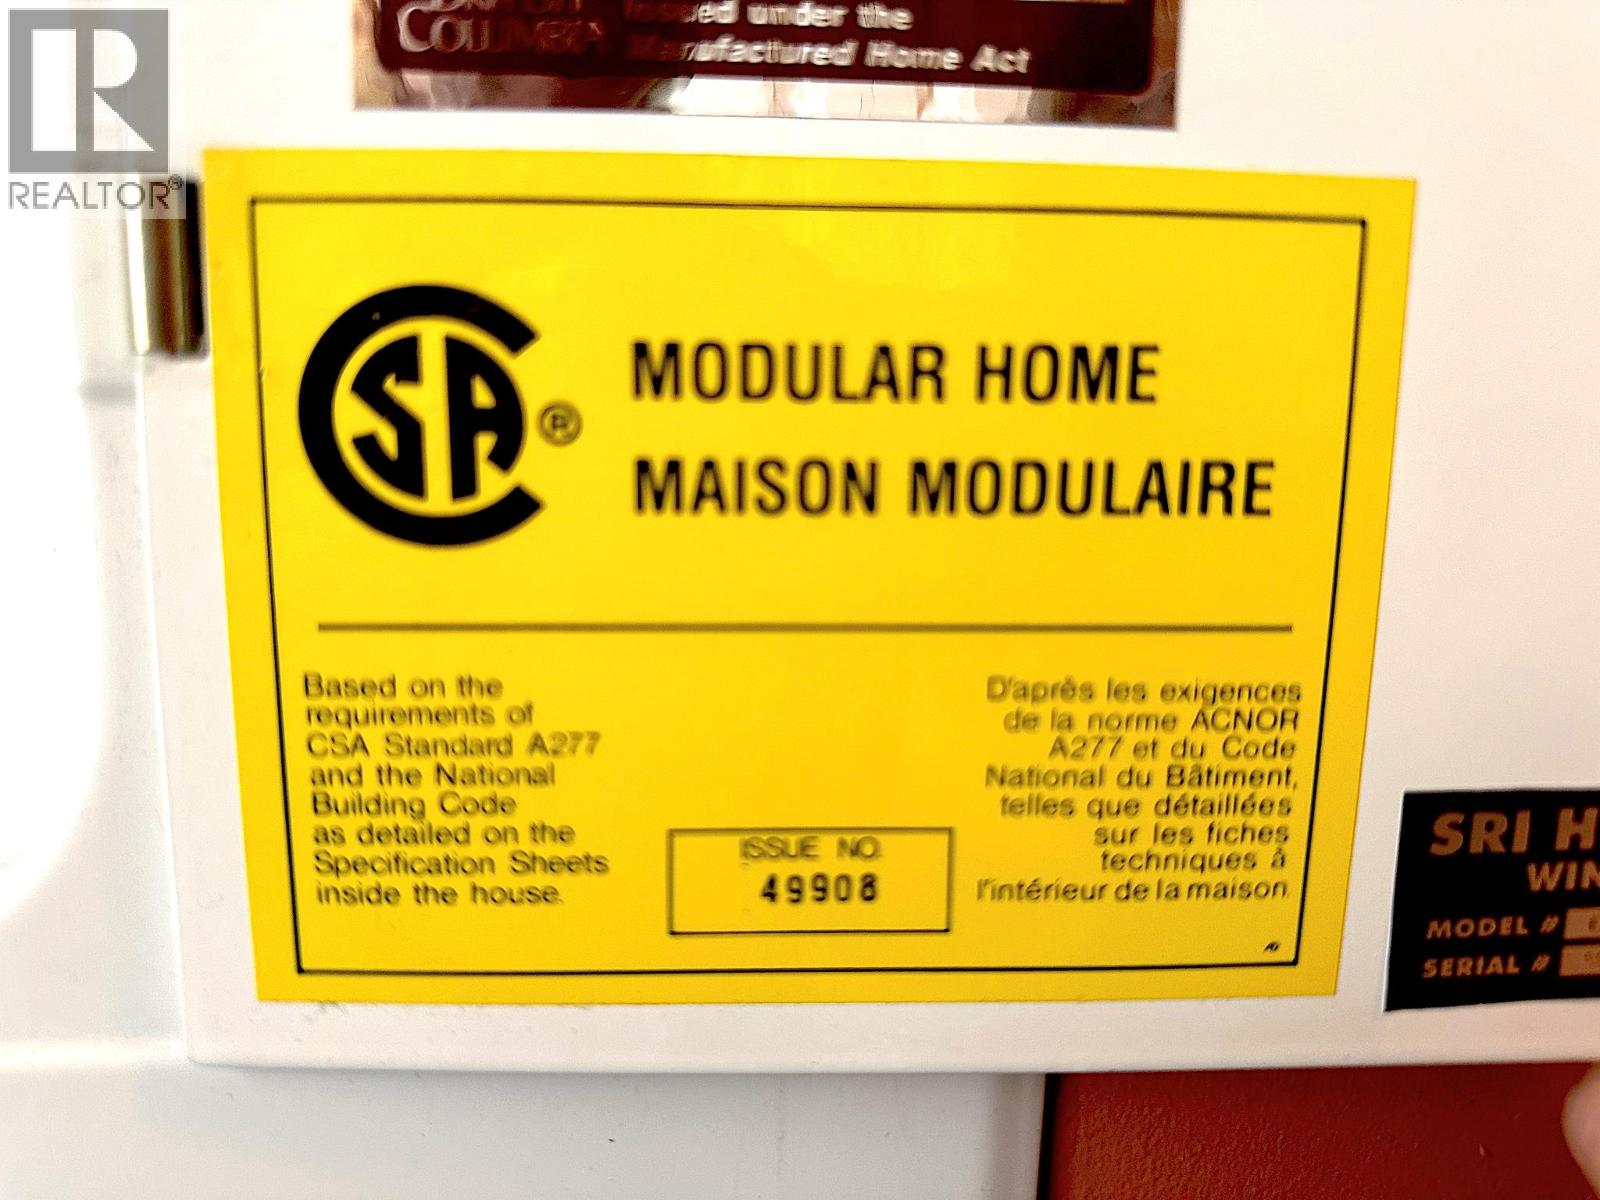 COLUMBIA
Issued under the
Manufactured Home Act
REALTOR®
CSA®
MODULAR HOME
MAISON MODULAIRE
Based on the
requirements of
CSA Standard A277
and the National
Building Code
as detailed on the
Specification Sheets
inside the house.
ISSUE NO.
49908
D'après les exigences
de la norme ACNOR
A277 et du Code
National du Bâtiment,
telles que détaillées
sur les fiches
techniques à
l'intérieur de la maison.
SRI H
WIN
MODEL #
SERIAL #